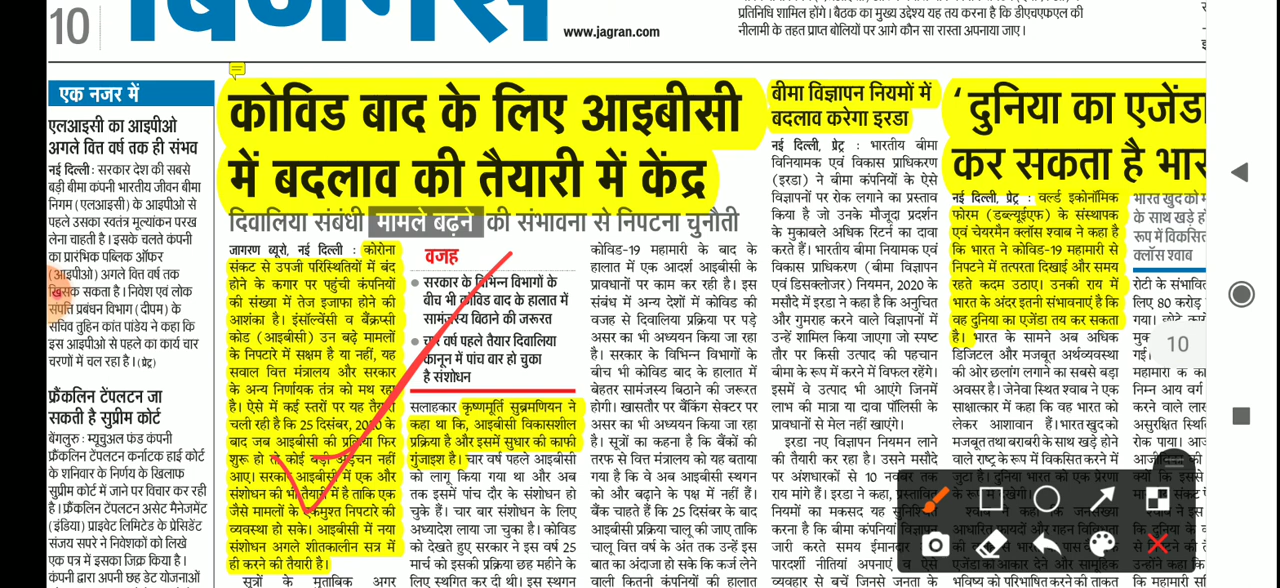 10
बिजनेस
www.jagran.com
प्रतिनिधि शामिल होंगे। बैठक का मुख्य उद्देश्य यह तय करना है कि डीएचएफएल की
नीलामी के तहत प्राप्त बोलियों पर आगे कौन सा रास्ता अपनाया जाए।
एक नजर में
एलआइसी का आइपीओ
अगले वित्त वर्ष तक ही संभव
नई दिल्ली : सरकार देश की सबसे
बड़ी बीमा कंपनी भारतीय जीवन बीमा
निगम (एलआइसी) के आइपीओ से
पहले उसका स्वतंत्र मूल्यांकन परख
लेना चाहती है। इसके चलते कंपनी
का प्रारंभिक पब्लिक ऑफर
(आइपीओ) अगले वित्त वर्ष तक
खिसक सकता है। निवेश एवं लोक
संपत्ति प्रबंधन विभाग (दीपम) के
सचिव तुहिन कांत पांडेय ने कहा कि
इस आइपीओ से पहले का कार्य चार
चरणों में चल रहा है। (प्रेट्र)
फ्रैंकलिन टेंपलटन जा
सकती है सुप्रीम कोर्ट
बेंगलुरु : म्यूचुअल फंड कंपनी
फ्रैंकलिन टेंपलटन कर्नाटक हाई कोर्ट
के शनिवार के निर्णय के खिलाफ
सुप्रीम कोर्ट में जाने पर विचार कर रही
है। फ्रैंकलिन टेंपलटन असेट मैनेजमेंट
(इंडिया) प्राइवेट लिमिटेड के प्रेसिडेंट
संजय सप्रे ने निवेशकों को लिखे
एक पत्र में इसका जिक्र किया है।
कंपनी द्वारा अपनी छह डेट योजनाओं
कोविड बाद के लिए आइबीसी
में बदलाव की तैयारी में केंद्र
दिवालिया संबंधी मामले बढ़ने की संभावना से निपटना चुनौती
जागरण ब्यूरो, नई दिल्ली : कोरोना
संकट से उपजी परिस्थितियों में बंद
होने के कगार पर पहुंची कंपनियों
की संख्या में तेज इजाफा होने की
आशंका है। इंसॉल्वेंसी व बैंक्रप्सी
कोड (आइबीसी) उन बढ़े मामलों
के निपटारे में सक्षम है या नहीं, यह
सवाल वित्त मंत्रालय और सरकार
के अन्य निर्णायक तंत्र को मथ रहा
है। ऐसे में कई स्तरों पर यह तैयारी
चली रही है कि 25 दिसंबर, 2020 के
बाद जब आइबीसी की प्रक्रिया फिर
शुरू हो तो कोई बड़ी अड़चन नहीं
आए। सरकार आइबीसी में एक और
संशोधन की भी तैयारी में है ताकि एक
जैसे मामलों के एकमुश्त निपटारे की
व्यवस्था हो सके। आइबीसी में नया
संशोधन अगले शीतकालीन सत्र में
ही करने की तैयारी है।
सूत्रों के मुताबिक अगर
वजह
सरकार के विभिन्न विभागों के
बीच भी कोविड बाद के हालात में
सामंजस्य बिठाने की जरूरत
चार वर्ष पहले तैयार दिवालिया
कानून में पांच बार हो चुका
है संशोधन
सलाहकार कृष्णमूर्ति सुब्रमणियन ने
कहा था कि, आइबीसी विकासशील
प्रक्रिया है और इसमें सुधार की काफी
गुंजाइश है। चार वर्ष पहले आइबीसी
को लागू किया गया था और अब
तक इसमें पांच दौर के संशोधन हो
चुके हैं। चार बार संशोधन के लिए
अध्यादेश लाया जा चुका है। कोविड
को देखते हुए सरकार ने इस वर्ष 25
मार्च को इसकी प्रक्रिया छह महीने के
लिए स्थगित कर दी थी। इस स्थगन
कोविड-19 महामारी के बाद के
हालात में एक आदर्श आइबीसी के
प्रावधानों पर काम कर रही है। इस
संबंध में अन्य देशों में कोविड की
वजह से दिवालिया प्रक्रिया पर पड़े
असर का भी अध्ययन किया जा रहा
है। सरकार के विभिन्न विभागों के
बीच भी कोविड बाद के हालात में
बेहतर सामंजस्य बिठाने की जरूरत
होगी। खासतौर पर बैंकिंग सेक्टर पर
असर का भी अध्ययन किया जा रहा
है। सूत्रों का कहना है कि बैंकों की
तरफ से वित्त मंत्रालय को यह बताया
गया है कि वे अब आइबीसी स्थगन
को और बढ़ाने के पक्ष में नहीं हैं।
बैंक चाहते हैं कि 25 दिसंबर के बाद
आइबीसी प्रक्रिया चालू की जाए ताकि
चालू वित्त वर्ष के अंत तक उन्हें इस
बात का अंदाजा हो सके कि कर्ज लेने
वाली कितनी कंपनियों की हालात
बीमा विज्ञापन नियमों में
बदलाव करेगा इरडा
नई दिल्ली, प्रेट्र : भारतीय बीमा
विनियामक एवं विकास प्राधिकरण
(इरडा) ने बीमा कंपनियों के ऐसे
विज्ञापनों पर रोक लगाने का प्रस्ताव
किया है जो उनके मौजूदा प्रदर्शन
के मुकाबले अधिक रिटर्न का दावा
करते हैं। भारतीय बीमा नियामक एवं
विकास प्राधिकरण (बीमा विज्ञापन
एवं डिसक्लोजर) नियमन, 2020 के
मसौदे में इरडा ने कहा है कि अनुचित
और गुमराह करने वाले विज्ञापनों में
उन्हें शामिल किया जाएगा जो स्पष्ट
तौर पर किसी उत्पाद की पहचान
बीमा के रूप में करने में विफल रहेंगे।
इसमें वे उत्पाद भी आएंगे जिनमें
लाभ की मात्रा या दावा पॉलिसी के
प्रावधानों से मेल नहीं खाएंगे।
इरडा नए विज्ञापन नियमन लाने
की तैयारी कर रहा है। उसने मसौदे
पर अंशधारकों से 10 नवंबर तक
राय मांगे हैं। इरडा ने कहा, प्रस्तावित
नियमों का मकसद यह सुनिश्चित
करना है कि बीमा कंपनियां विज्ञापन
जारी करते समय ईमानदार
पारदर्शी नीतियां अपनाएं
व्यवहार से बचें जिनसे जनता के
‘दुनिया का एजेंडा
कर सकता है भार
नई दिल्ली, प्रेट्र : वर्ल्ड इकोनॉमिक
फोरम (डब्ल्यूईएफ) के संस्थापक
एवं चेयरमैन क्लॉस श्वाब ने कहा है
कि भारत ने कोविड-19 महामारी से
निपटने में तत्परता दिखाई और समय
रहते कदम उठाए। उनकी राय में
भारत के अंदर इतनी संभावनाएं है कि
वह दुनिया का एजेंडा तय कर सकता
है। भारत के सामने अब अधिक
डिजिटल और मजबूत अर्थव्यवस्था
की ओर छलांग लगाने का सबसे बड़ा
अवसर है। जेनेवा स्थित श्वाब ने एक
साक्षात्कार में कहा कि वह भारत को
लेकर आशावान हैं। भारत खुद को
मजबूत तथा बराबरी के साथ खड़े होने
वाले राष्ट्र के रूप में विकसित करने में
जुटा है। दुनिया भारत को एक प्रेरणा
के रूप
भविष्य को परिभाषित करने की ताकत
भारत खुद को म
के साथ खड़े हो
रूप में विकसित
क्लॉस श्वाब
रोटी के संभावित
लिए 80 करोड़
गया।
महामारी
निम्न आय वर्ग
करने वाले
असुरक्षित
रोक पाया।
10